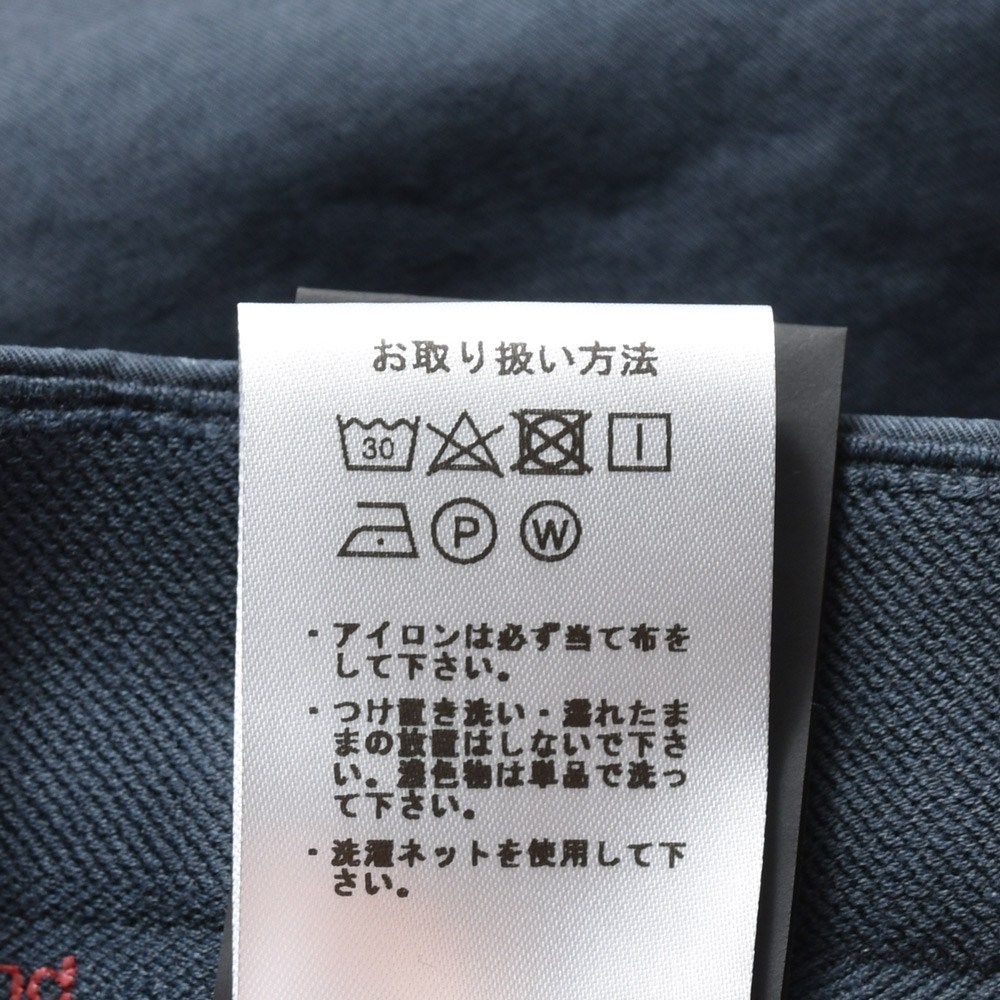 お取り扱い方法
30
P W
・アイロンは必ず当て布を
して下さい。
・つけ置き洗い・濡れたま
まの放置はしないで下さ
い。濃色物は単品で洗っ
て下さい。
・洗濯ネットを使用して下
さい。